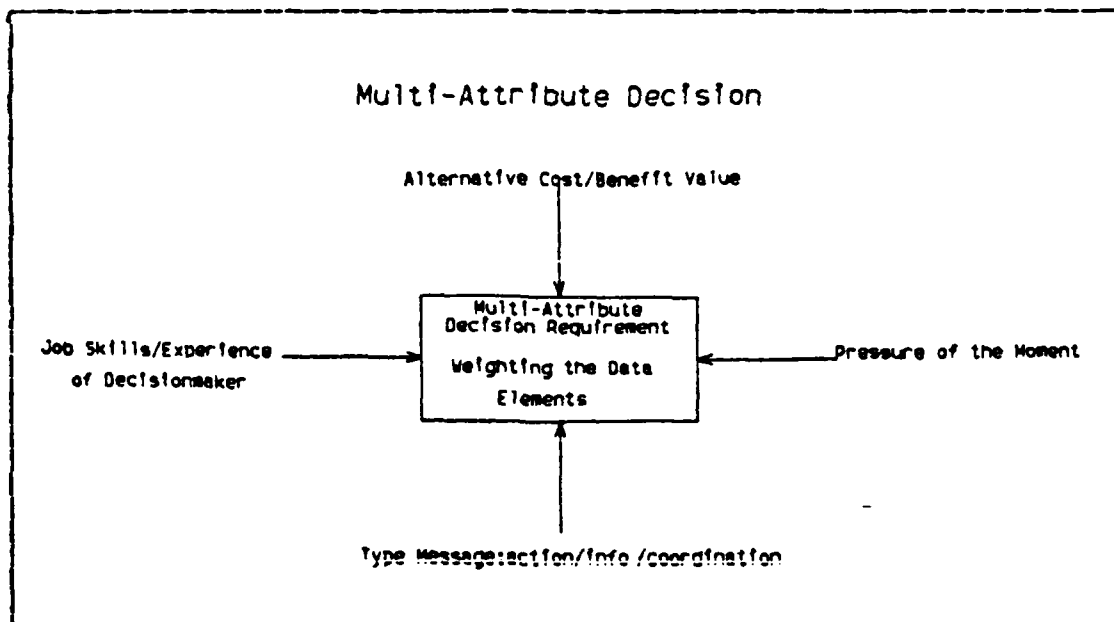 Multi-Attribute Decision
Alternative Cost/Benefit Value
Multi-Attribute
Decision Requirement
Weighting the Data
Elements
Job Skills/Experience
of Decisionmaker
Pressure of the Moment
Type Message:action/info/coordination